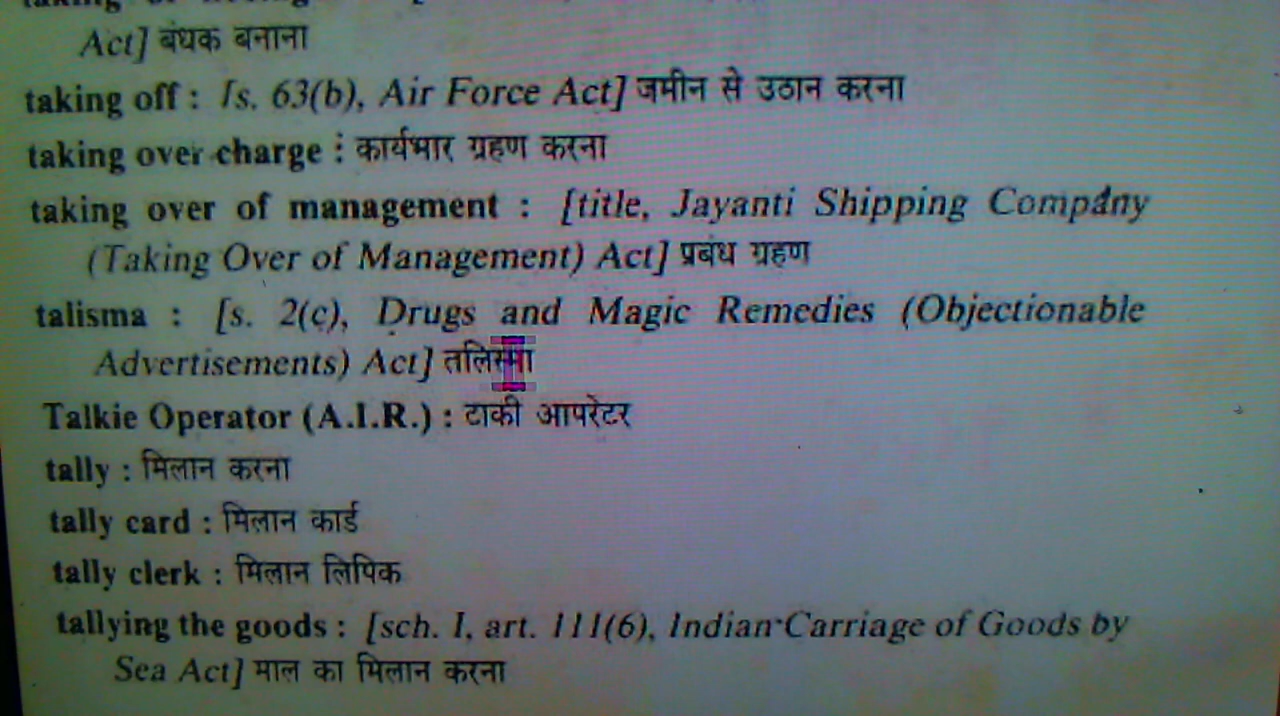 Act] बंधक बनाना
taking off : [s. 63(b), Air Force Act] जमीन से उठान करना
taking over charge : कार्यभार ग्रहण करना
taking over of management : [title, Jayanti Shipping Company
(Taking Over of Management) Act] प्रबंध ग्रहण
talisma : [s. 2(c), Drugs and Magic Remedies (Objectionable
Advertisements) Act] तलिस्मा
Talkie Operator (A.I.R.) : टाकी आपरेटर
tally : मिलान करना
tally card : मिलान कार्ड
tally clerk : मिलान लिपिक
tallying the goods : [sch. I, art. 111(6), Indian Carriage of Goods by
Sea Act] माल का मिलान करना